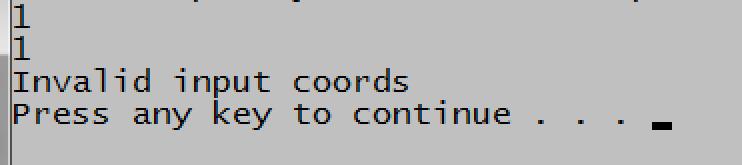 1
1
Invalid input coords
Press any key to continue . . .